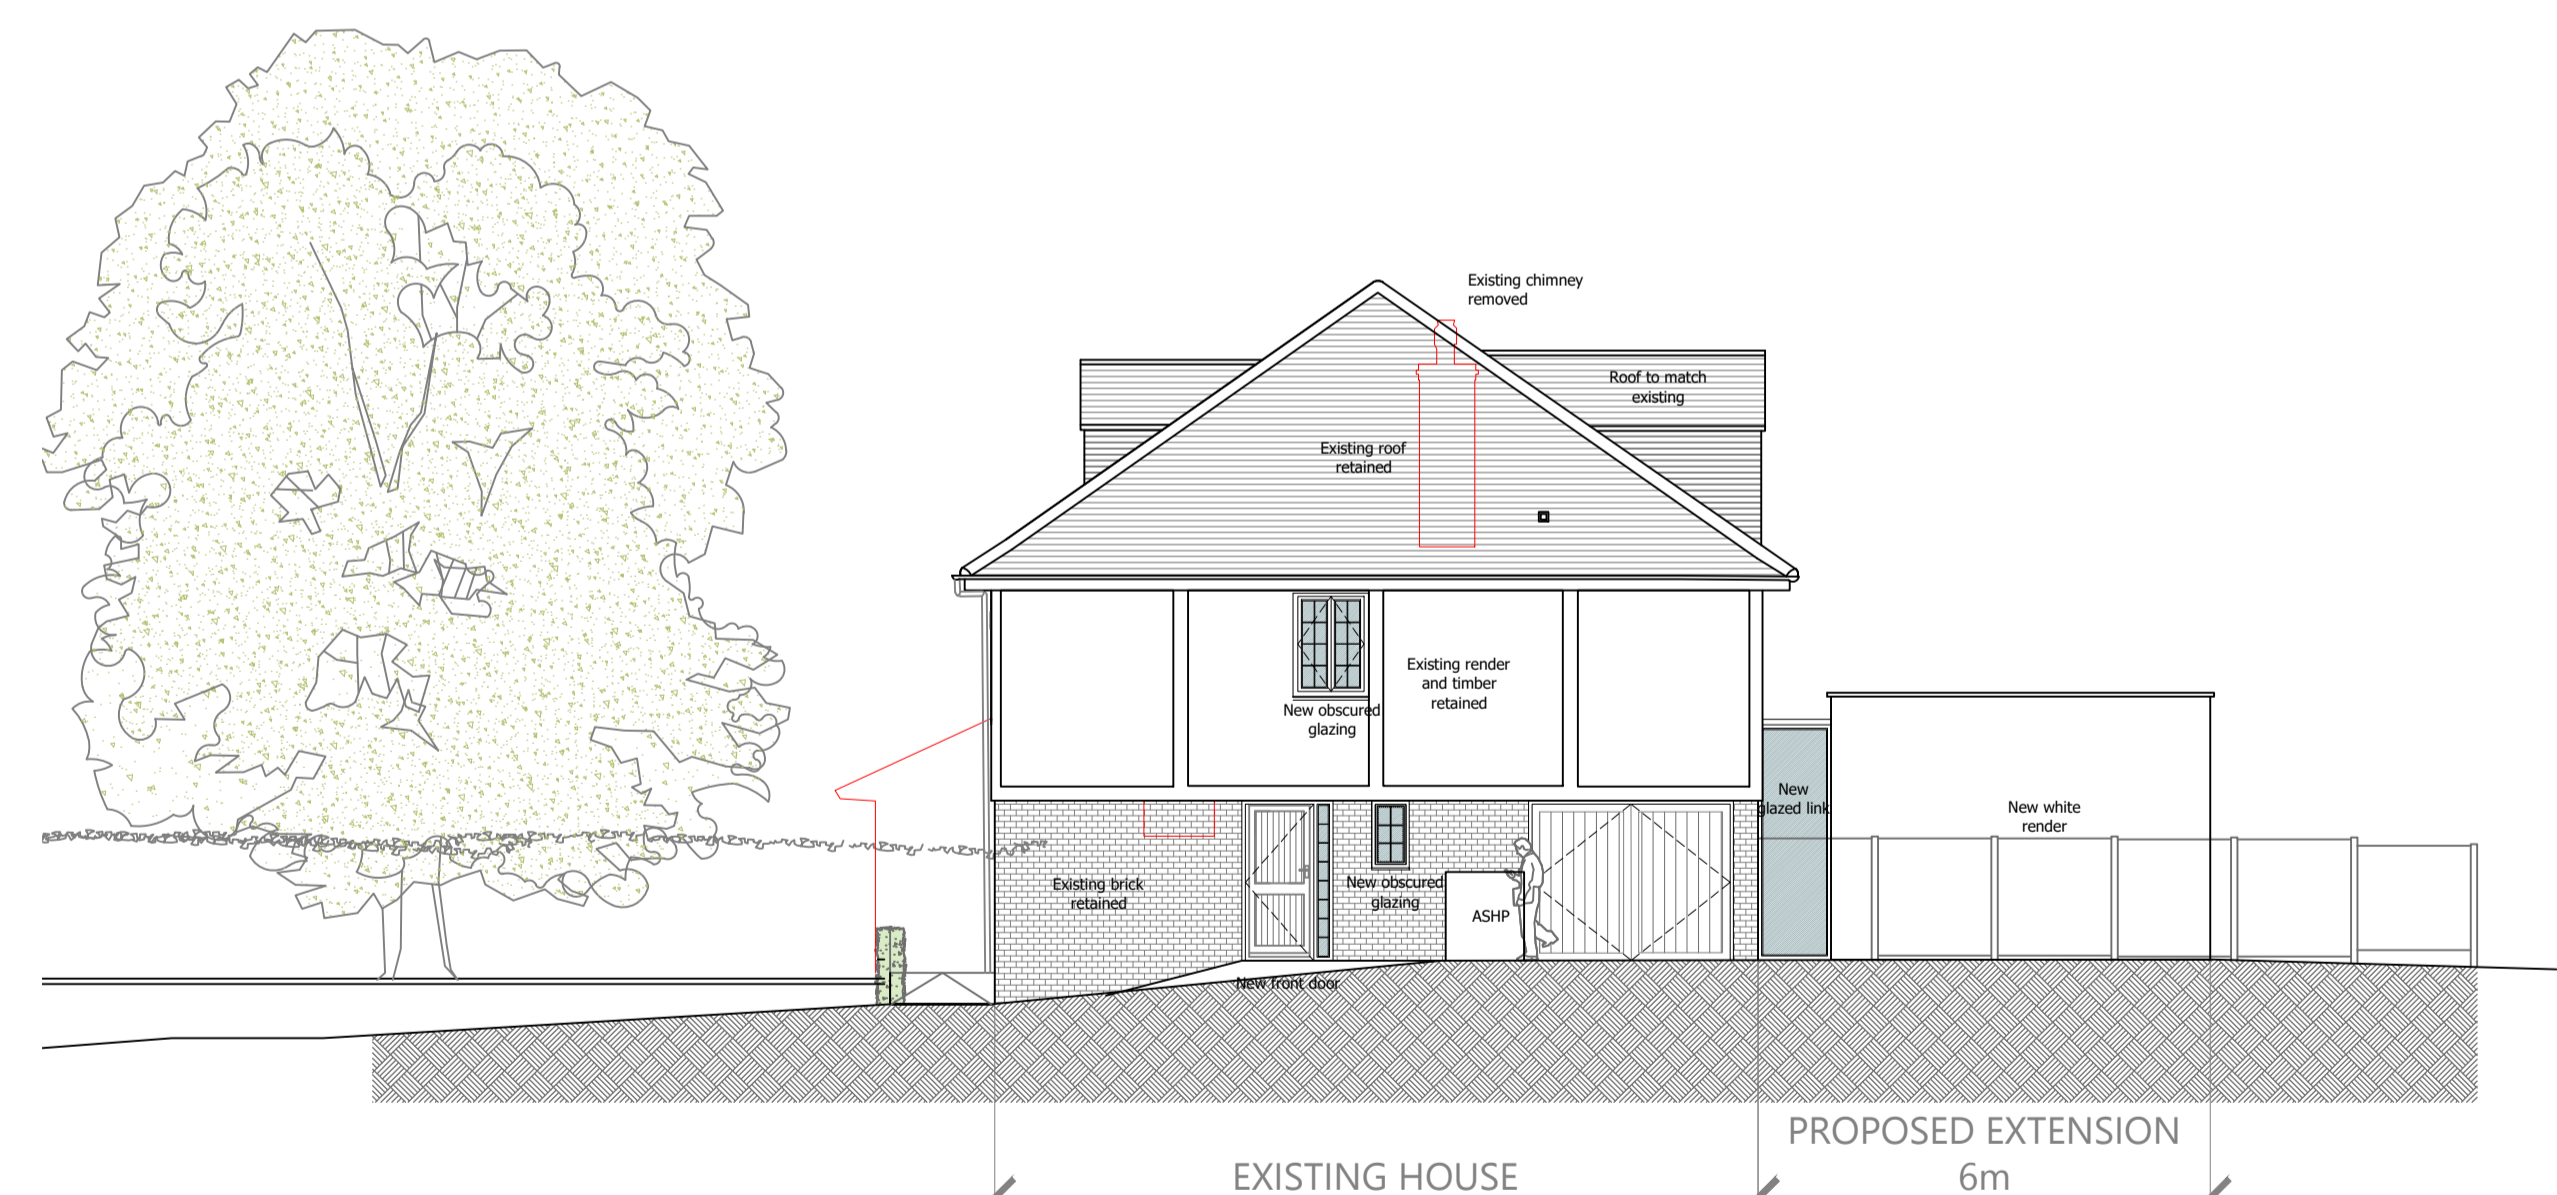 Existing chimney
removed
Roof to match
existing
Existing roof
retained
Existing render
and timber
retained
New obscured
glazing
New
glazed link
New white
render
Existing brick
retained
New obscured
glazing
ASHP
New front door
PROPOSED EXTENSION
6m
EXISTING HOUSE